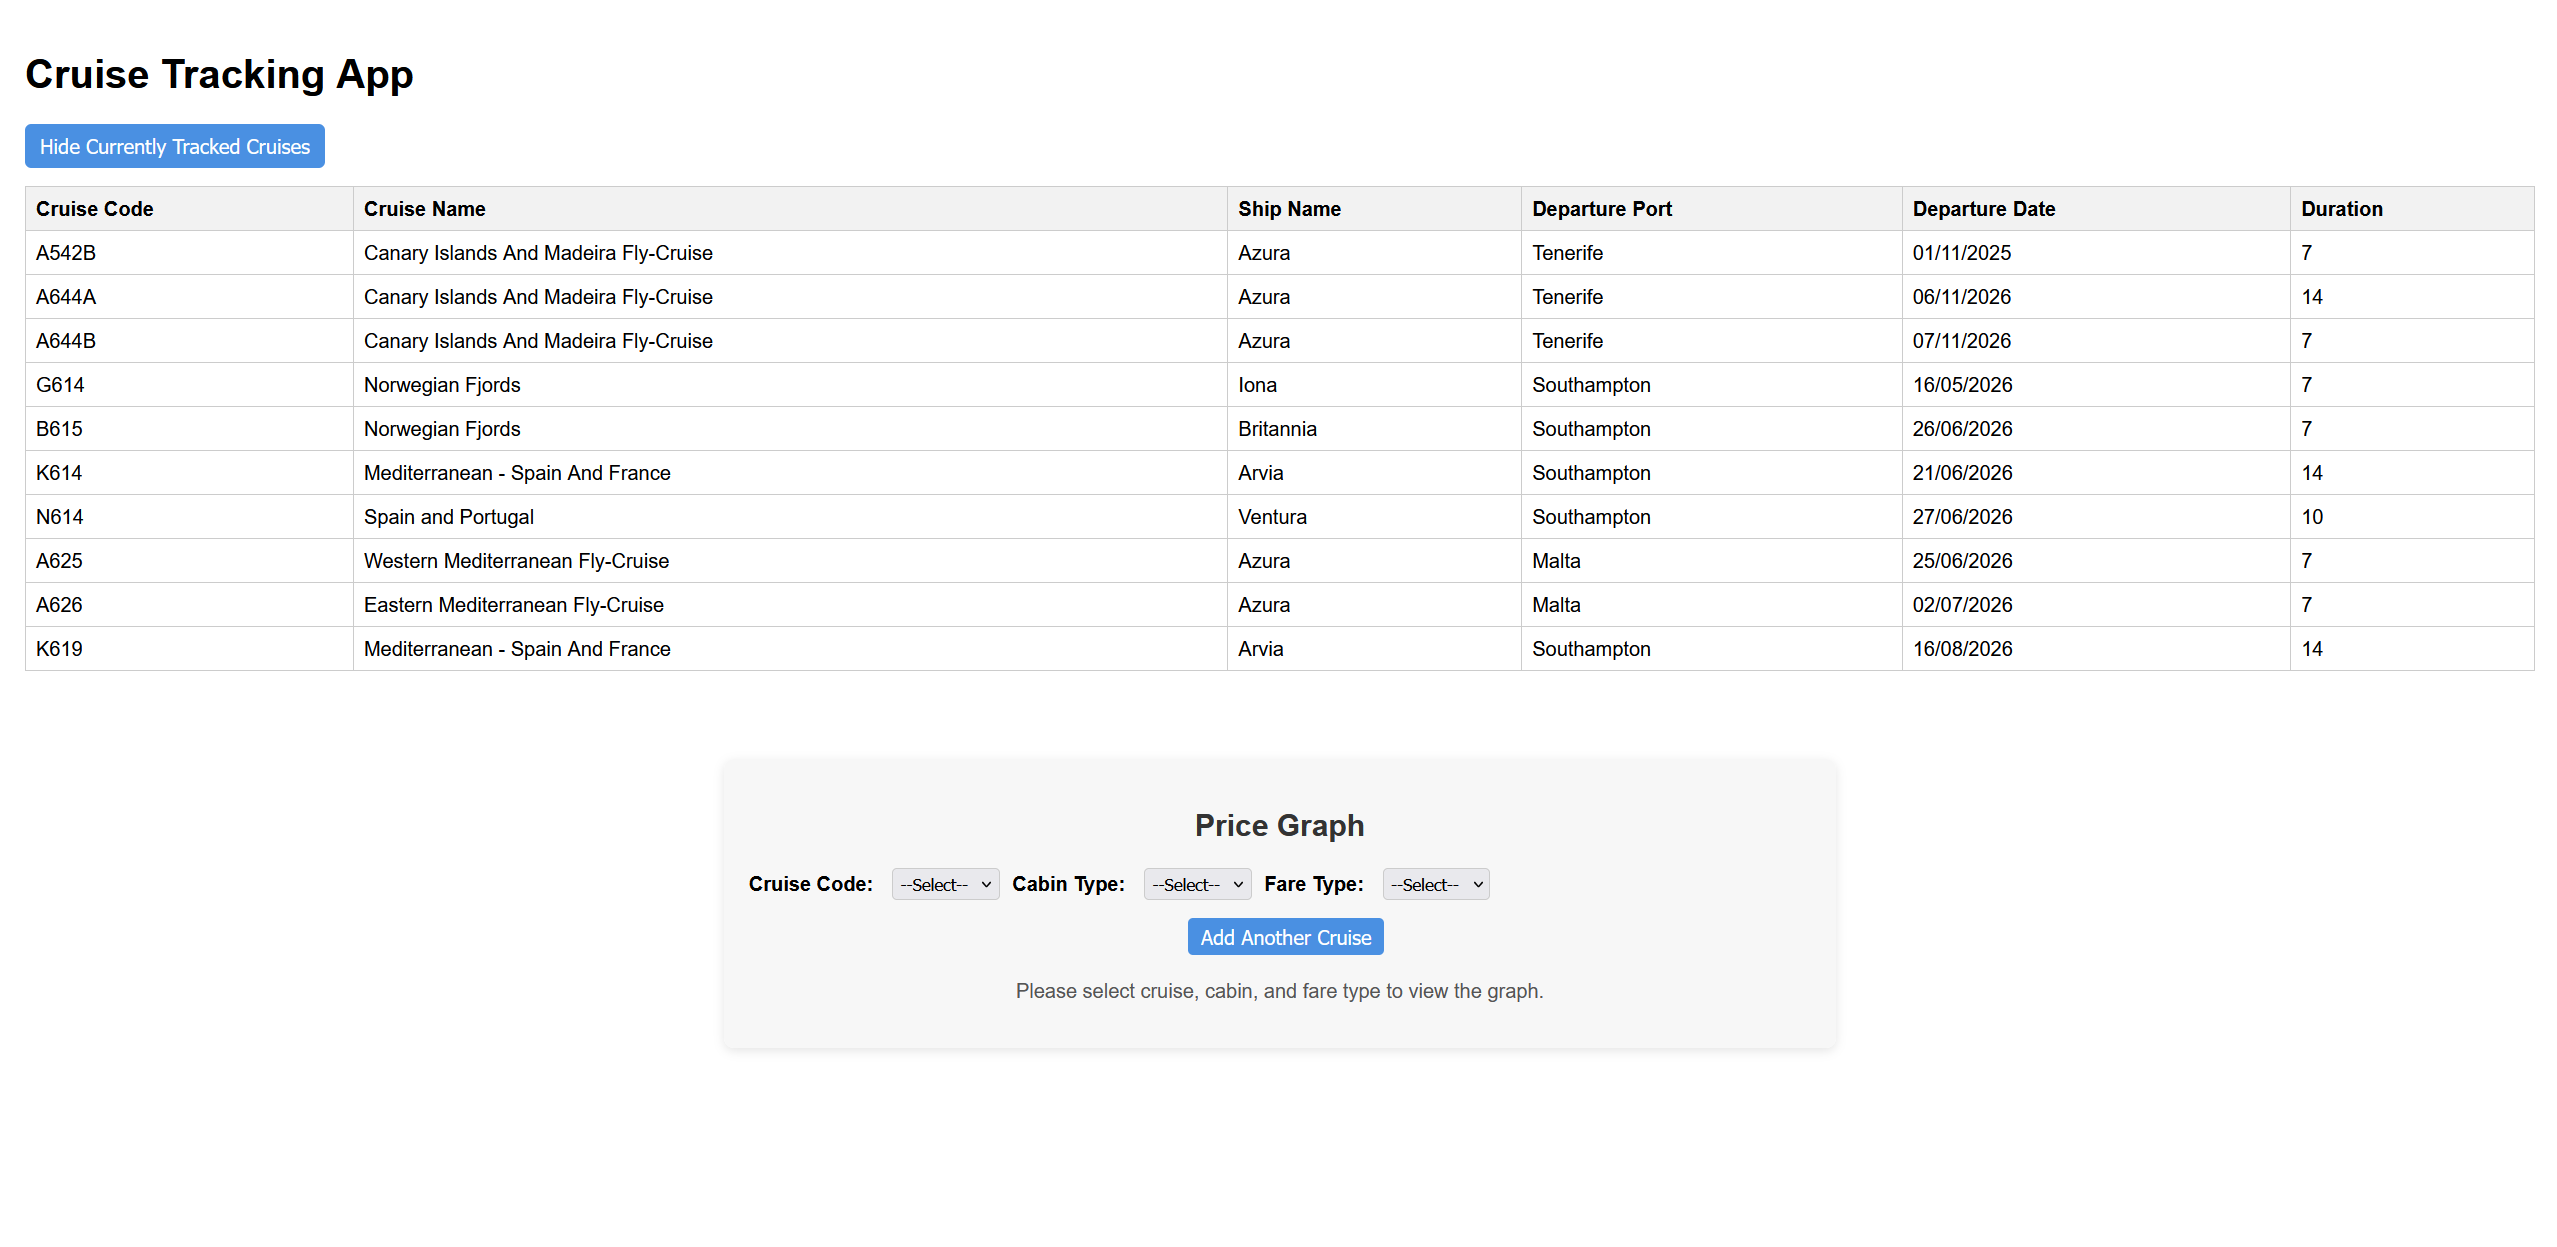 Cruise Tracking App
Hide Currently Tracked Cruises
Cruise Code Cruise Name Ship Name Departure Port Departure Date Duration
A542B Canary Islands And Madeira Fly-Cruise Azura Tenerife 01/11/2025 7
A644A Canary Islands And Madeira Fly-Cruise Azura Tenerife 06/11/2026 14
A644B Canary Islands And Madeira Fly-Cruise Azura Tenerife 07/11/2026 7
G614 Norwegian Fjords Iona Southampton 16/05/2026 7
B615 Norwegian Fjords Britannia Southampton 26/06/2026 7
K614 Mediterranean - Spain And France Arvia Southampton 21/06/2026 14
N614 Spain and Portugal Ventura Southampton 27/06/2026 10
A625 Western Mediterranean Fly-Cruise Azura Malta 25/06/2026 7
A626 Eastern Mediterranean Fly-Cruise Azura Malta 02/07/2026 7
K619 Mediterranean - Spain And France Arvia Southampton 16/08/2026 14
Price Graph
Cruise Code: --Select-- Cabin Type: --Select-- Fare Type: --Select--
Add Another Cruise
Please select cruise, cabin, and fare type to view the graph.